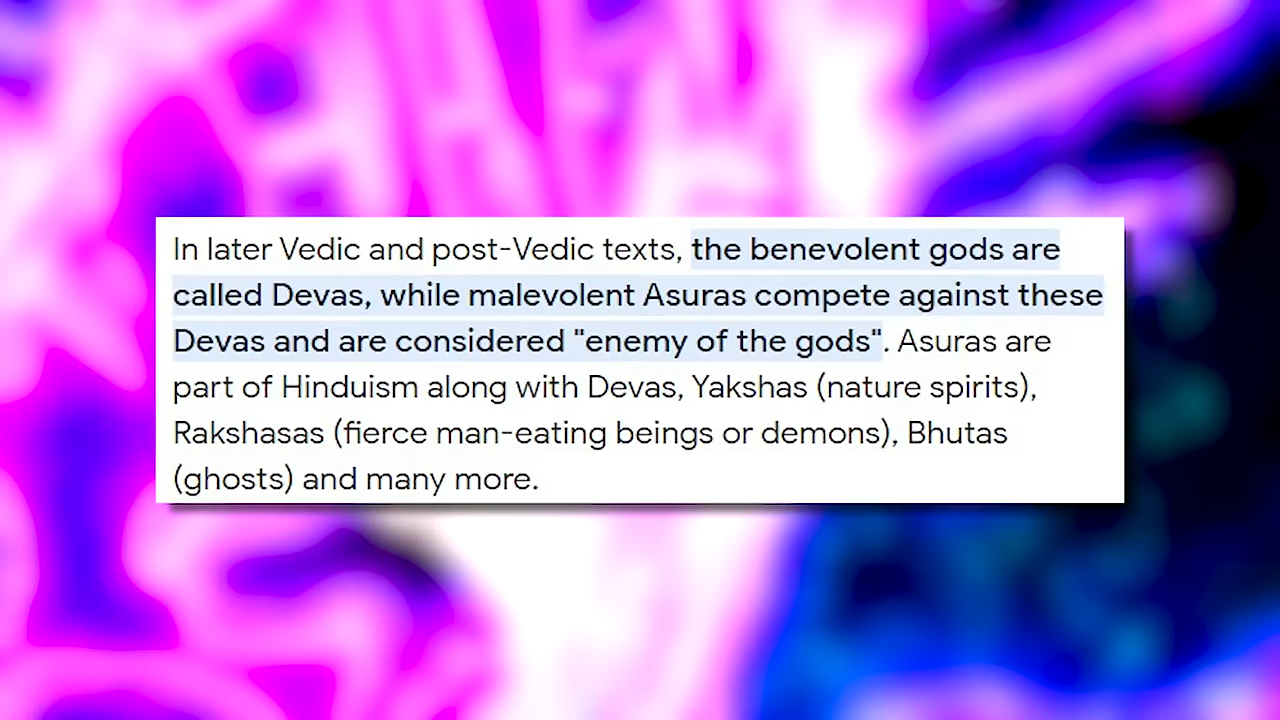 In later Vedic and post-Vedic texts, the benevolent gods are
called Devas, while malevolent Asuras compete against these
Devas and are considered "enemy of the gods". Asuras are
part of Hinduism along with Devas, Yakshas (nature spirits),
Rakshasas (fierce man-eating beings or demons), Bhutas
(ghosts) and many more.